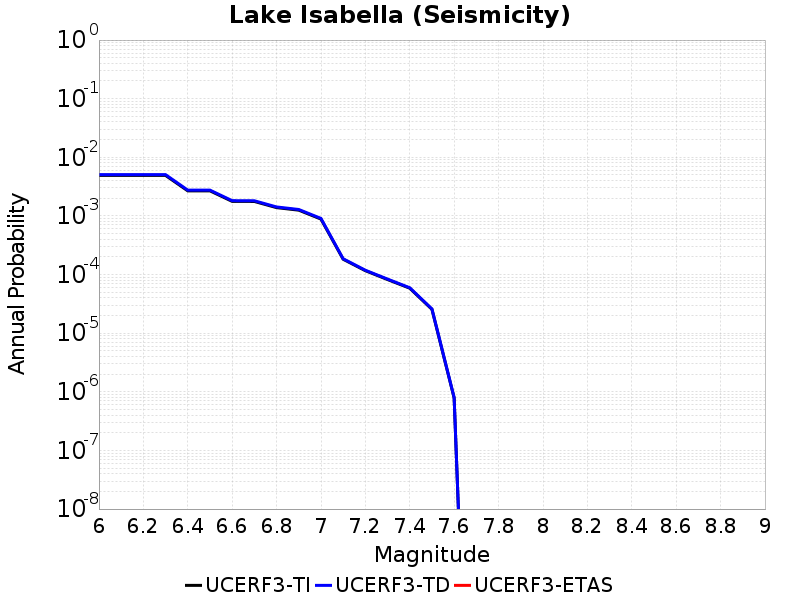 Lake Isabella (Seismicity)
10^0
10^-1
10^-2
10^-3
10^-4
10^-5
10^-6
10^-7
10^-8
Annual Probability
6 6.2 6.4 6.6 6.8 7 7.2 7.4 7.6 7.8 8 8.2 8.4 8.6 8.8 9
Magnitude
UCERF3-TI UCERF3-TD UCERF3-ETAS